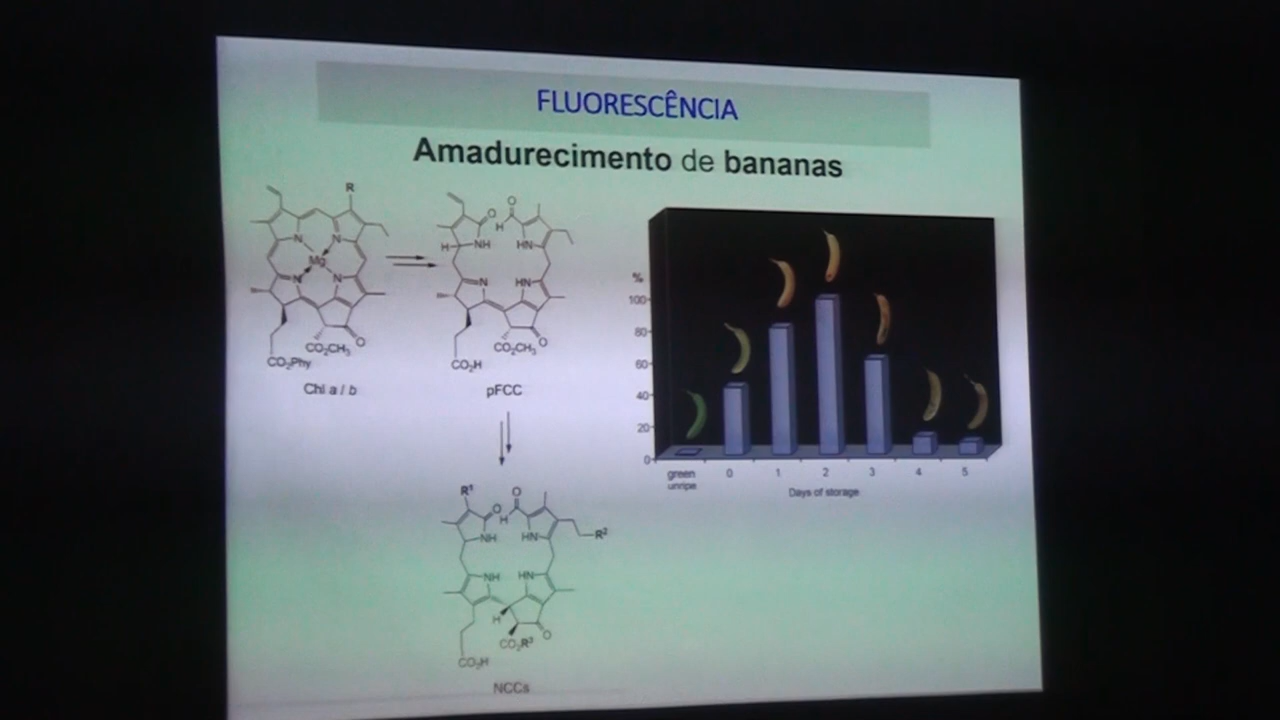 FLUORESCÊNCIA
Amadurecimento de bananas
R
N N
Mg
N N
CO₂CH₃ O
CO₂Phy
Chl a / b
O O
H
H NH HN
N HN
CO₂CH₃ O
CO₂H
pFCC
R¹ O
O H
NH HN R²
NH HN
H
CO₂R³ O
CO₂H
NCCs
%
100
80
60
40
20
0
green 0 1 2 3 4 5
unripe
Days of storage